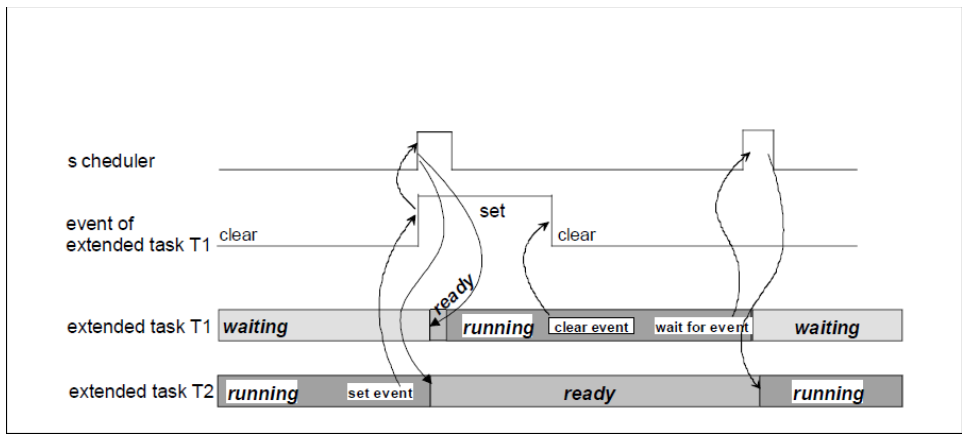 s cheduler
event of
extended task T1
clear
set
clear
ready
extended task T1
waiting
running
clear event
wait for event
waiting
extended task T2
running
set event
ready
running